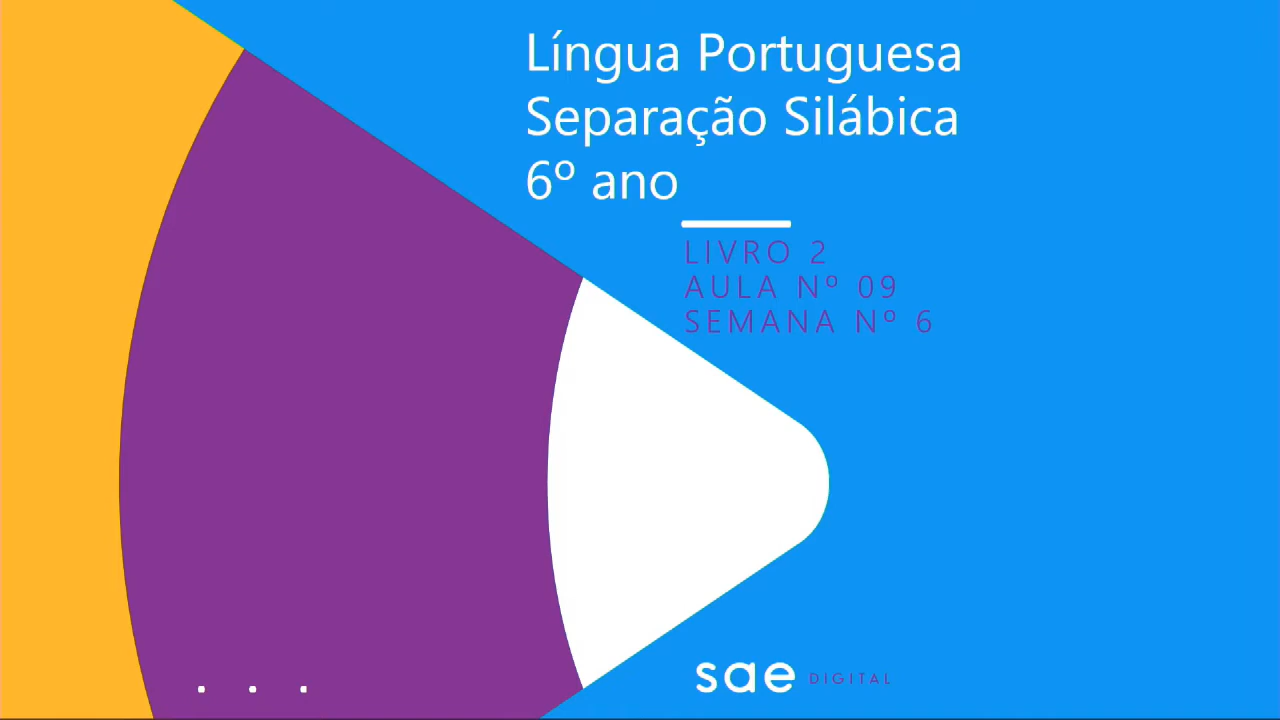 Língua Portuguesa
Separação Silábica
6º ano
LIVRO 2
AULA Nº 09
SEMANA Nº 6
sae DIGITAL